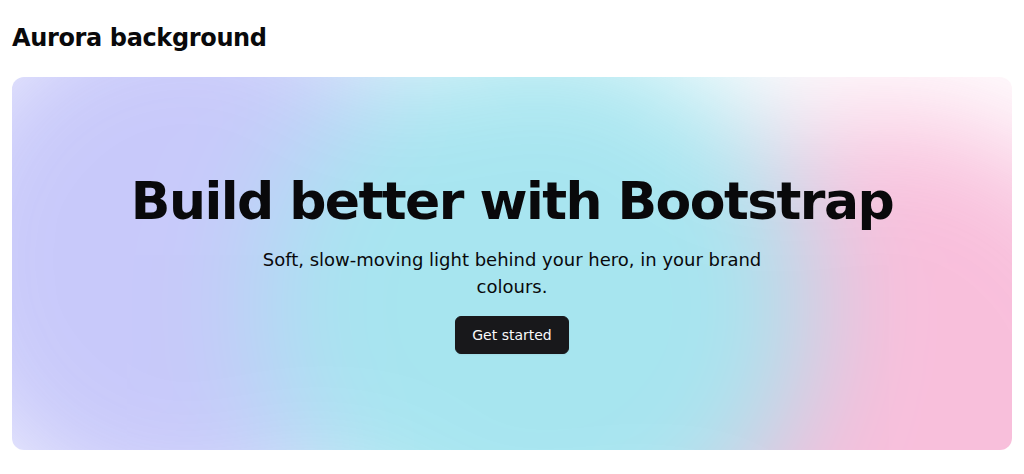 Aurora background
Build better with Bootstrap
Soft, slow-moving light behind your hero, in your brand
colours.
Get started